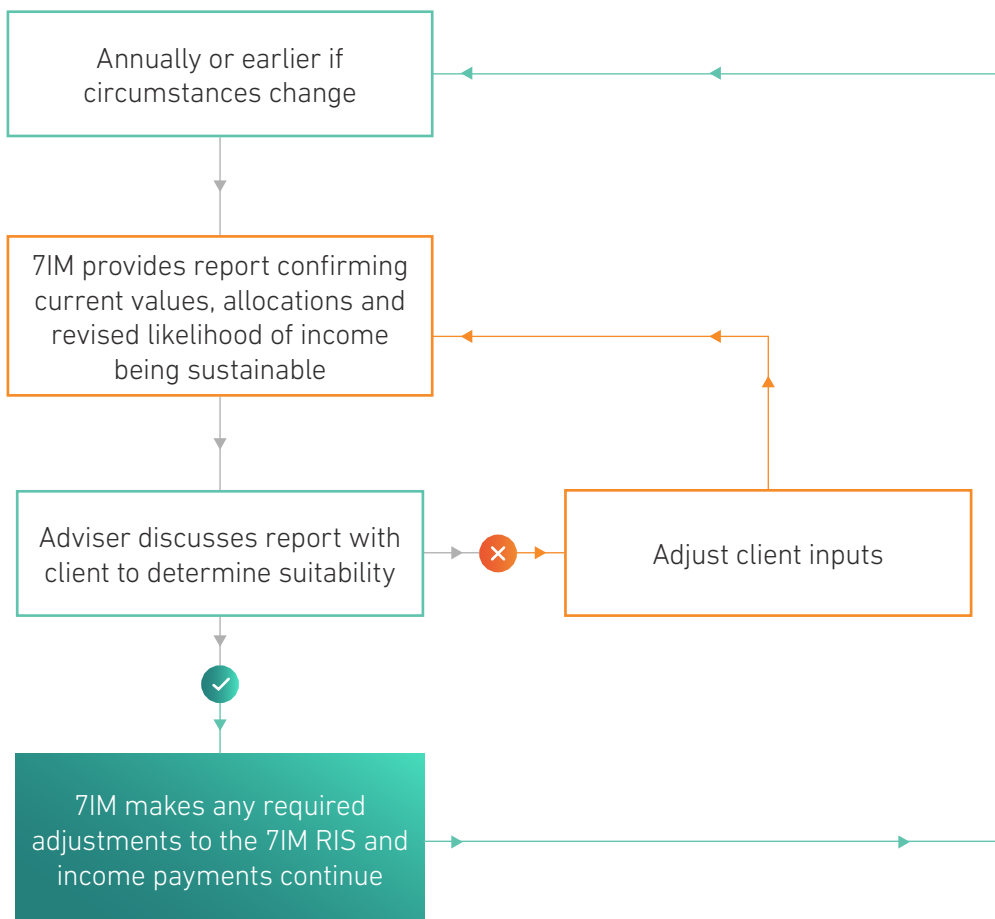 Annually or earlier if
circumstances change
7IM provides report confirming
current values, allocations and
revised likelihood of income
being sustainable
Adviser discusses report with
client to determine suitability
Adjust client inputs
7IM makes any required
adjustments to the 7IM RIS and
income payments continue